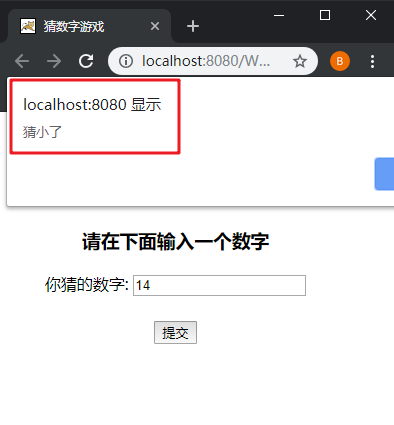 猜数字游戏
localhost:8080/W...
B
localhost:8080 显示
猜小了
请在下面输入一个数字
你猜的数字: 14
提交